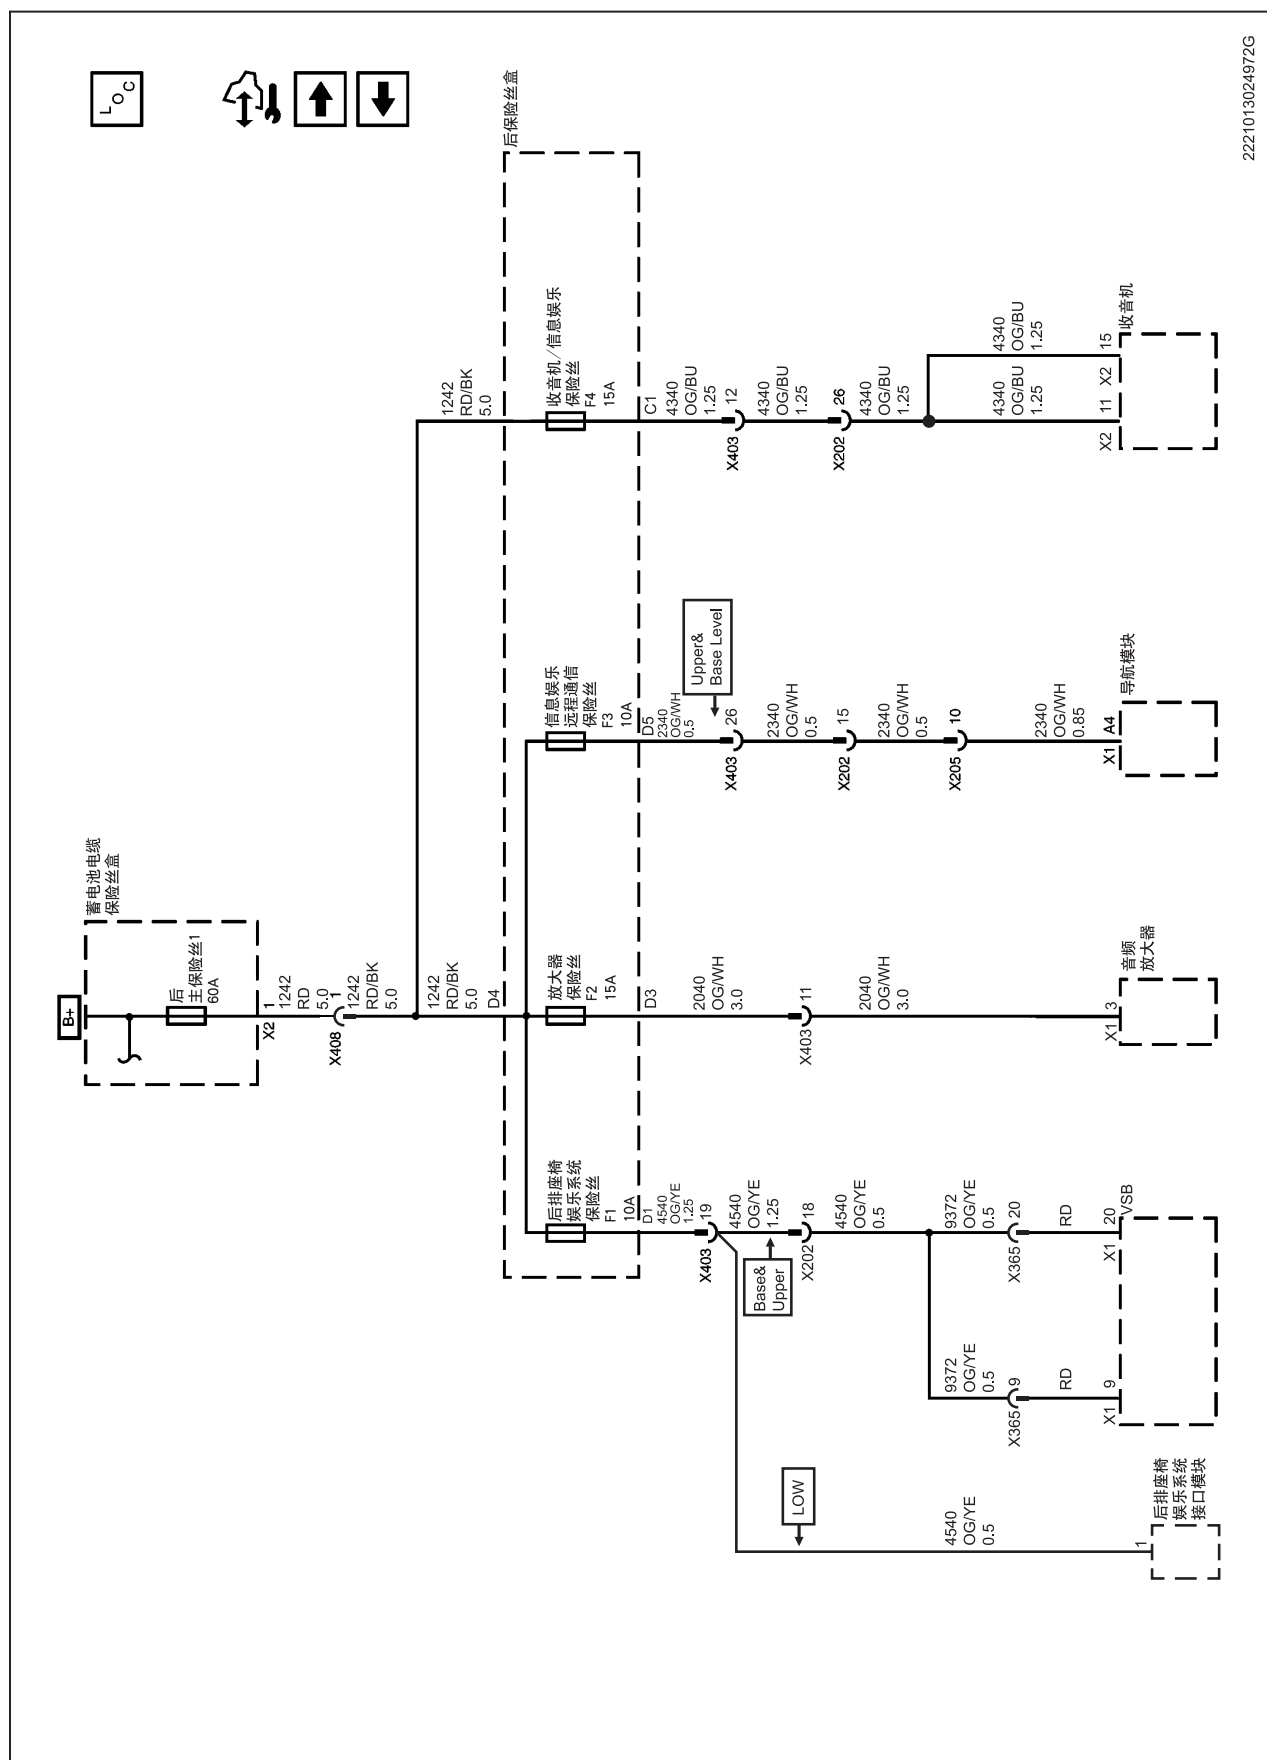 LOC
B+
蓄电池电缆
保险丝盒
后
主保险丝1
60A
X2
1
1242
RD
5.0
X408
1
1242
RD/BK
5.0
1242
RD/BK
5.0
D4
1242
RD/BK
5.0
后保险丝盒
后排座椅
娱乐系统
保险丝
F1
10A
放大器
保险丝
F2
15A
信息娱乐
远程通信
保险丝
F3
10A
收音机/信息娱乐
保险丝
F4
15A
D1
4540
OG/YE
1.25
X403
19
4540
OG/YE
1.25
Base&
Upper
X202
18
4540
OG/YE
0.5
9372
OG/YE
0.5
X365
9
RD
X1
9
9372
OG/YE
0.5
X365
20
RD
X1
20
VSB
LOW
4540
OG/YE
0.5
1
后排座椅
娱乐系统
接口模块
D3
2040
OG/WH
3.0
X403
11
2040
OG/WH
3.0
X1
3
音频
放大器
D5
2340
OG/WH
0.5
Upper&
Base Level
X403
26
2340
OG/WH
0.5
X202
15
2340
OG/WH
0.5
X205
10
2340
OG/WH
0.85
X1
A4
导航模块
C1
4340
OG/BU
1.25
X403
12
4340
OG/BU
1.25
X202
26
4340
OG/BU
1.25
4340
OG/BU
1.25
X2
11
4340
OG/BU
1.25
X2
15
收音机
2221013024972G